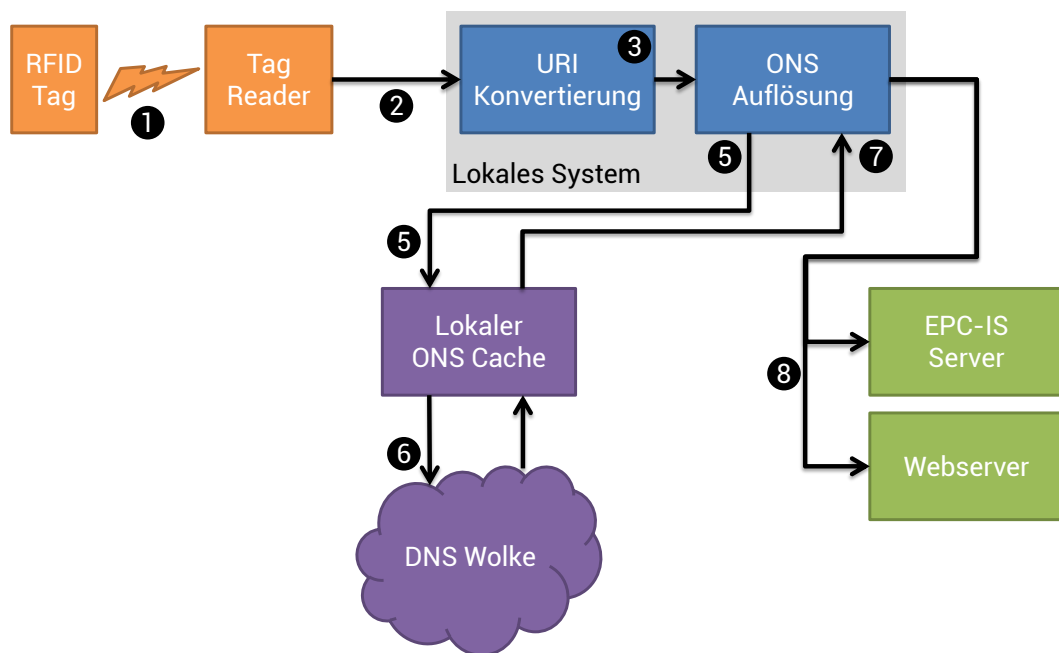 RFID
Tag
1
Tag
Reader
2
URI
Konvertierung
3
ONS
Auflösung
Lokales System
5
7
5
Lokaler
ONS Cache
6
DNS Wolke
8
EPC-IS
Server
Webserver